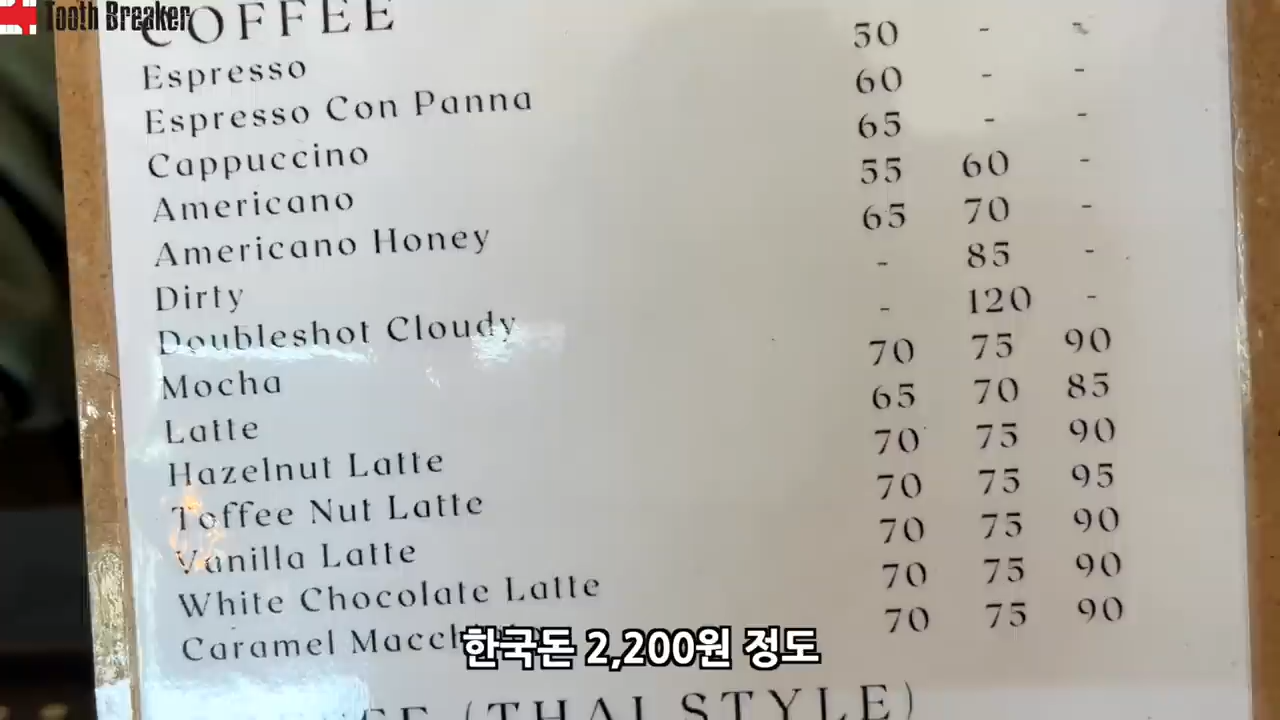 Tooth Breaker
COFFEE
Espresso 50 - -
Espresso Con Panna 60 - -
Cappuccino 65 - -
Americano 55 60 -
Americano Honey 65 70 -
Dirty - 85 -
Doubleshot Cloudy - 120 -
Mocha 70 75 90
Latte 65 70 85
Hazelnut Latte 70 75 90
Toffee Nut Latte 70 75 95
Vanilla Latte 70 75 90
White Chocolate Latte 70 75 90
Caramel 70 75 90
한국돈 2,200원 정도
(THAI STYLE)